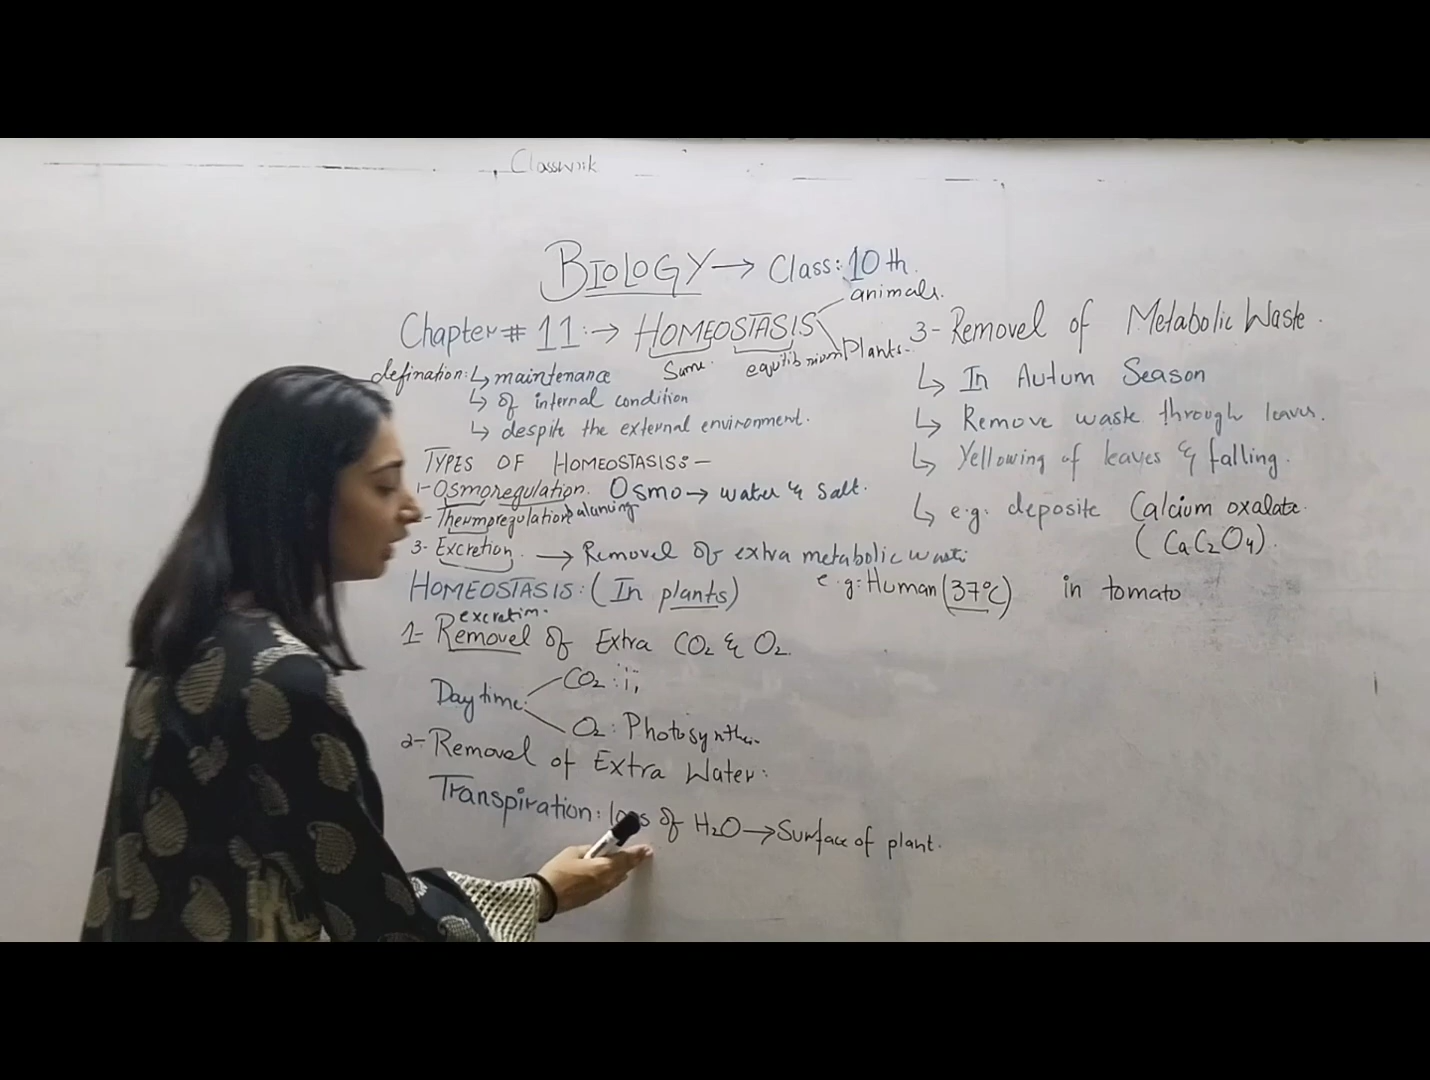 Classwork
BIOLOGY → Class: 10th.
animals.
Chapter # 11: → HOMEOSTASIS
Same. equilibrium Plants.
defination: ↳ maintenance
↳ of internal condition
↳ despite the external environment.
TYPES OF HOMEOSTASIS:-
1- Osmoregulation. Osmo → water & Salt.
2- Thermoregulation balancing
3- Excretion. → Removel of extra metabolic waste
e.g: Human (37°C)
HOMEOSTASIS: (In plants)
excretion.
1- Removel of Extra CO2 & O2.
Day time: CO2 :
O2 : Photosynthe
2- Removel of Extra Water:
Transpiration: loss of H2O → Surface of plant.
3- Removel of Metabolic Waste.
↳ In Autum Season
↳ Remove waste through leaves.
↳ Yellowing of leaves & falling.
↳ e.g. deposite Calcium oxalate.
(CaC2O4).
in tomato